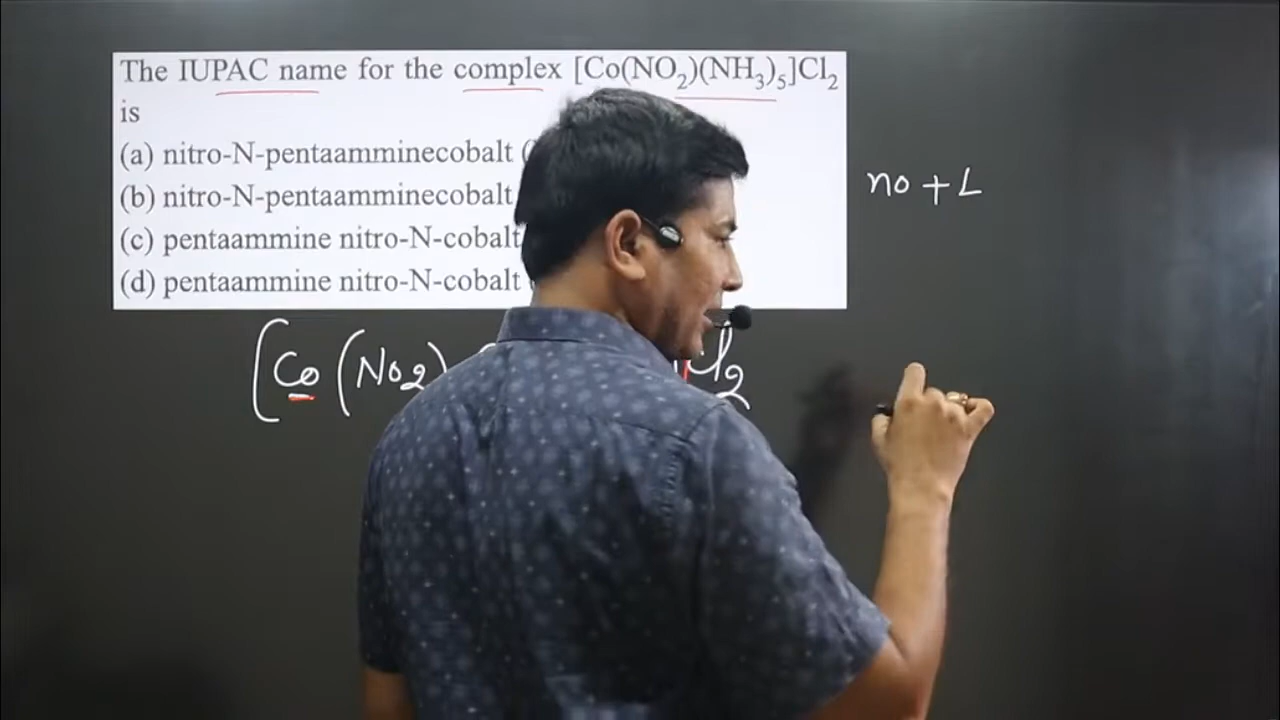 The IUPAC name for the complex [Co(NO₂)(NH₃)₅]Cl₂
is
(a) nitro-N-pentaamminecobalt (
(b) nitro-N-pentaamminecobalt
(c) pentaammine nitro-N-cobalt
(d) pentaammine nitro-N-cobalt
no + L
[Co (NO₂) Cl₂